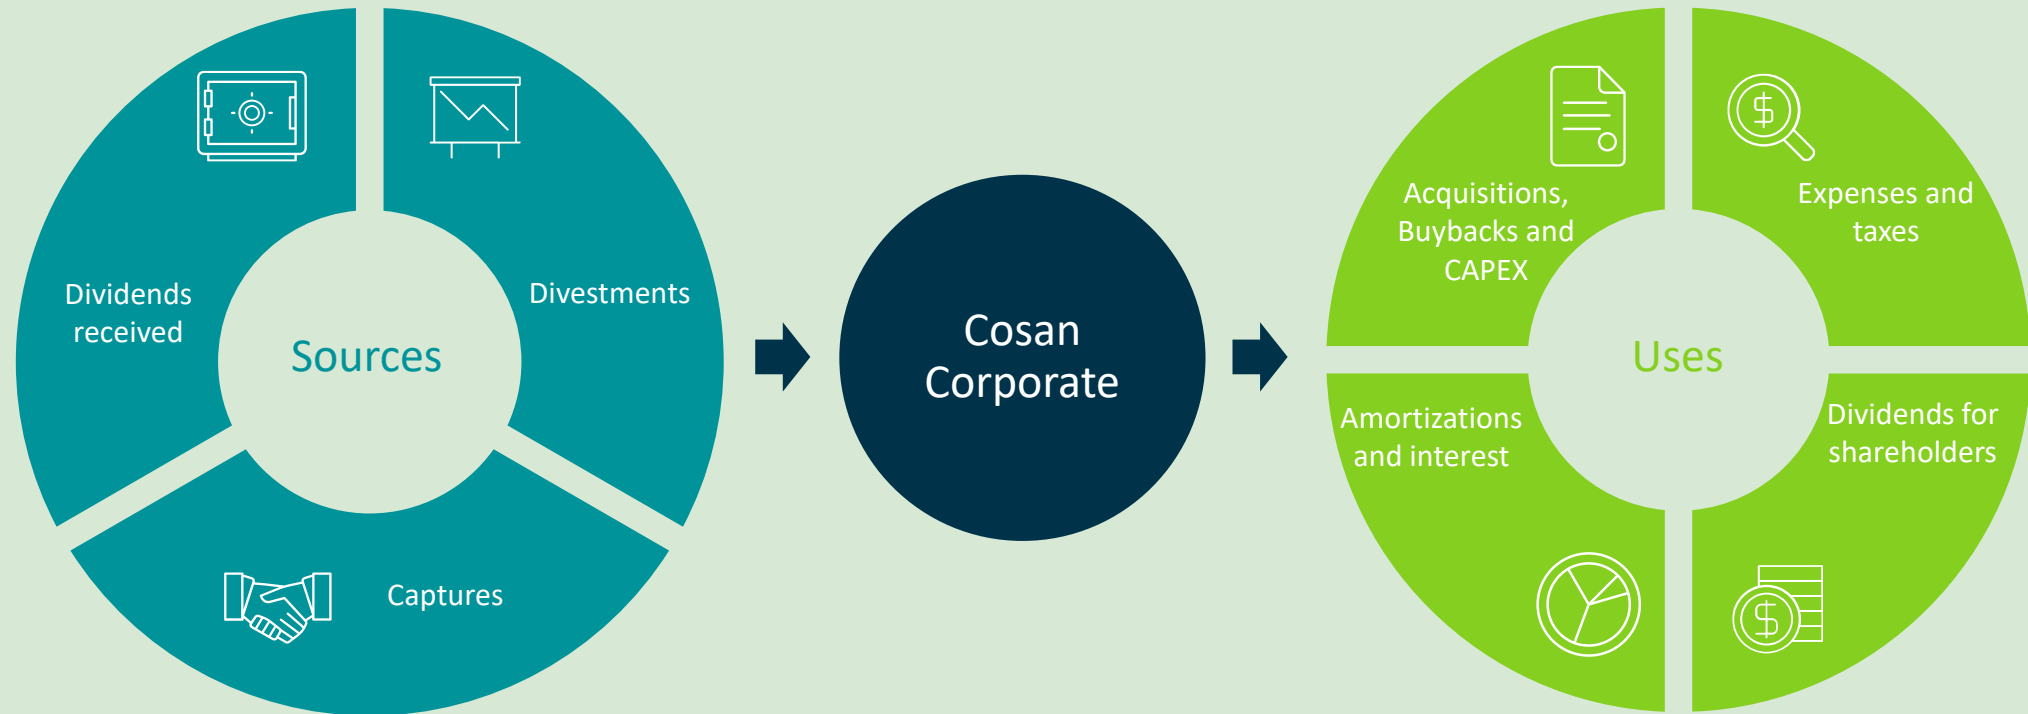 Dividends
received
Divestments
Sources
Captures
Cosan
Corporate
Acquisitions,
Buybacks and
CAPEX
Expenses and
taxes
Uses
Amortizations
and interest
Dividends for
shareholders